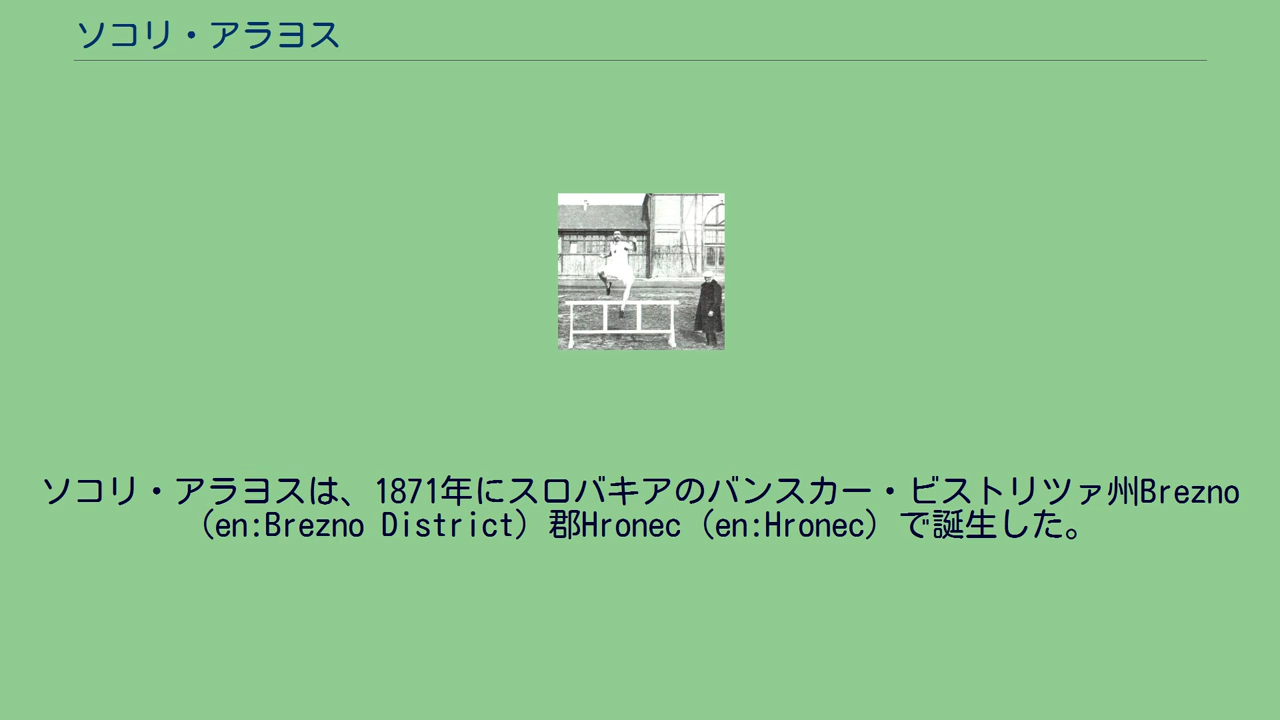 ソコリ・アラヨス
ソコリ・アラヨスは、1871年にスロバキアのバンスカー・ビストリツァ州Brezno
（en:Brezno District）郡Hronec（en:Hronec）で誕生した。